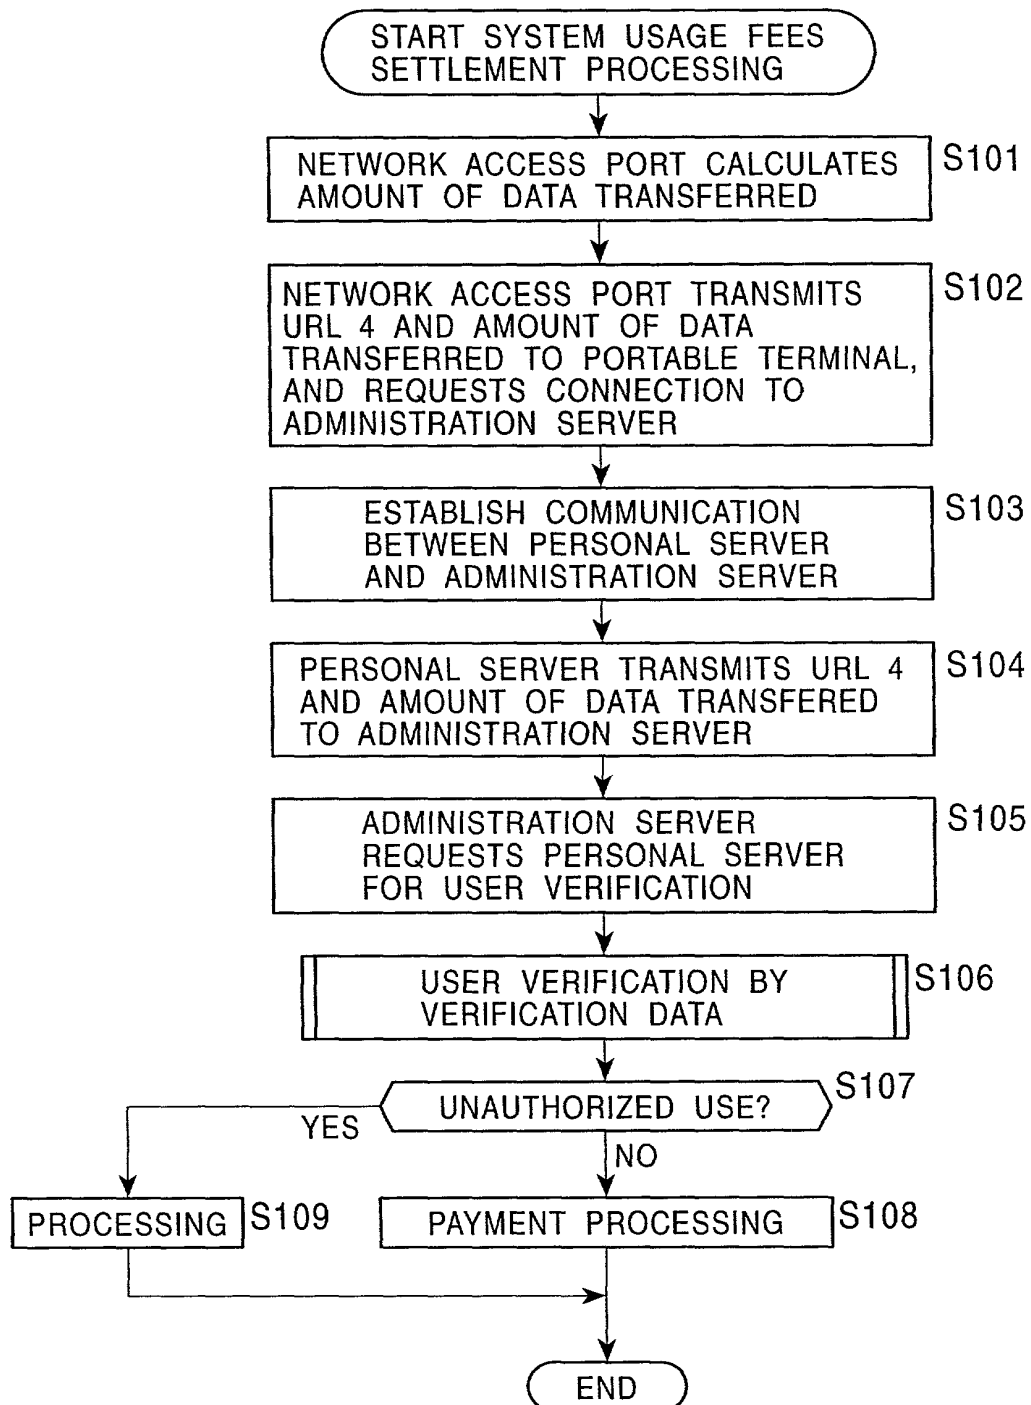 START SYSTEM USAGE FEES
SETTLEMENT PROCESSING
NETWORK ACCESS PORT CALCULATES
AMOUNT OF DATA TRANSFERRED
S101
NETWORK ACCESS PORT TRANSMITS
URL 4 AND AMOUNT OF DATA
TRANSFERRED TO PORTABLE TERMINAL,
AND REQUESTS CONNECTION TO
ADMINISTRATION SERVER
S102
ESTABLISH COMMUNICATION
BETWEEN PERSONAL SERVER
AND ADMINISTRATION SERVER
S103
PERSONAL SERVER TRANSMITS URL 4
AND AMOUNT OF DATA TRANSFERED
TO ADMINISTRATION SERVER
S104
ADMINISTRATION SERVER
REQUESTS PERSONAL SERVER
FOR USER VERIFICATION
S105
USER VERIFICATION BY
VERIFICATION DATA
S106
UNAUTHORIZED USE?
S107
YES
NO
PROCESSING
S109
PAYMENT PROCESSING
S108
END